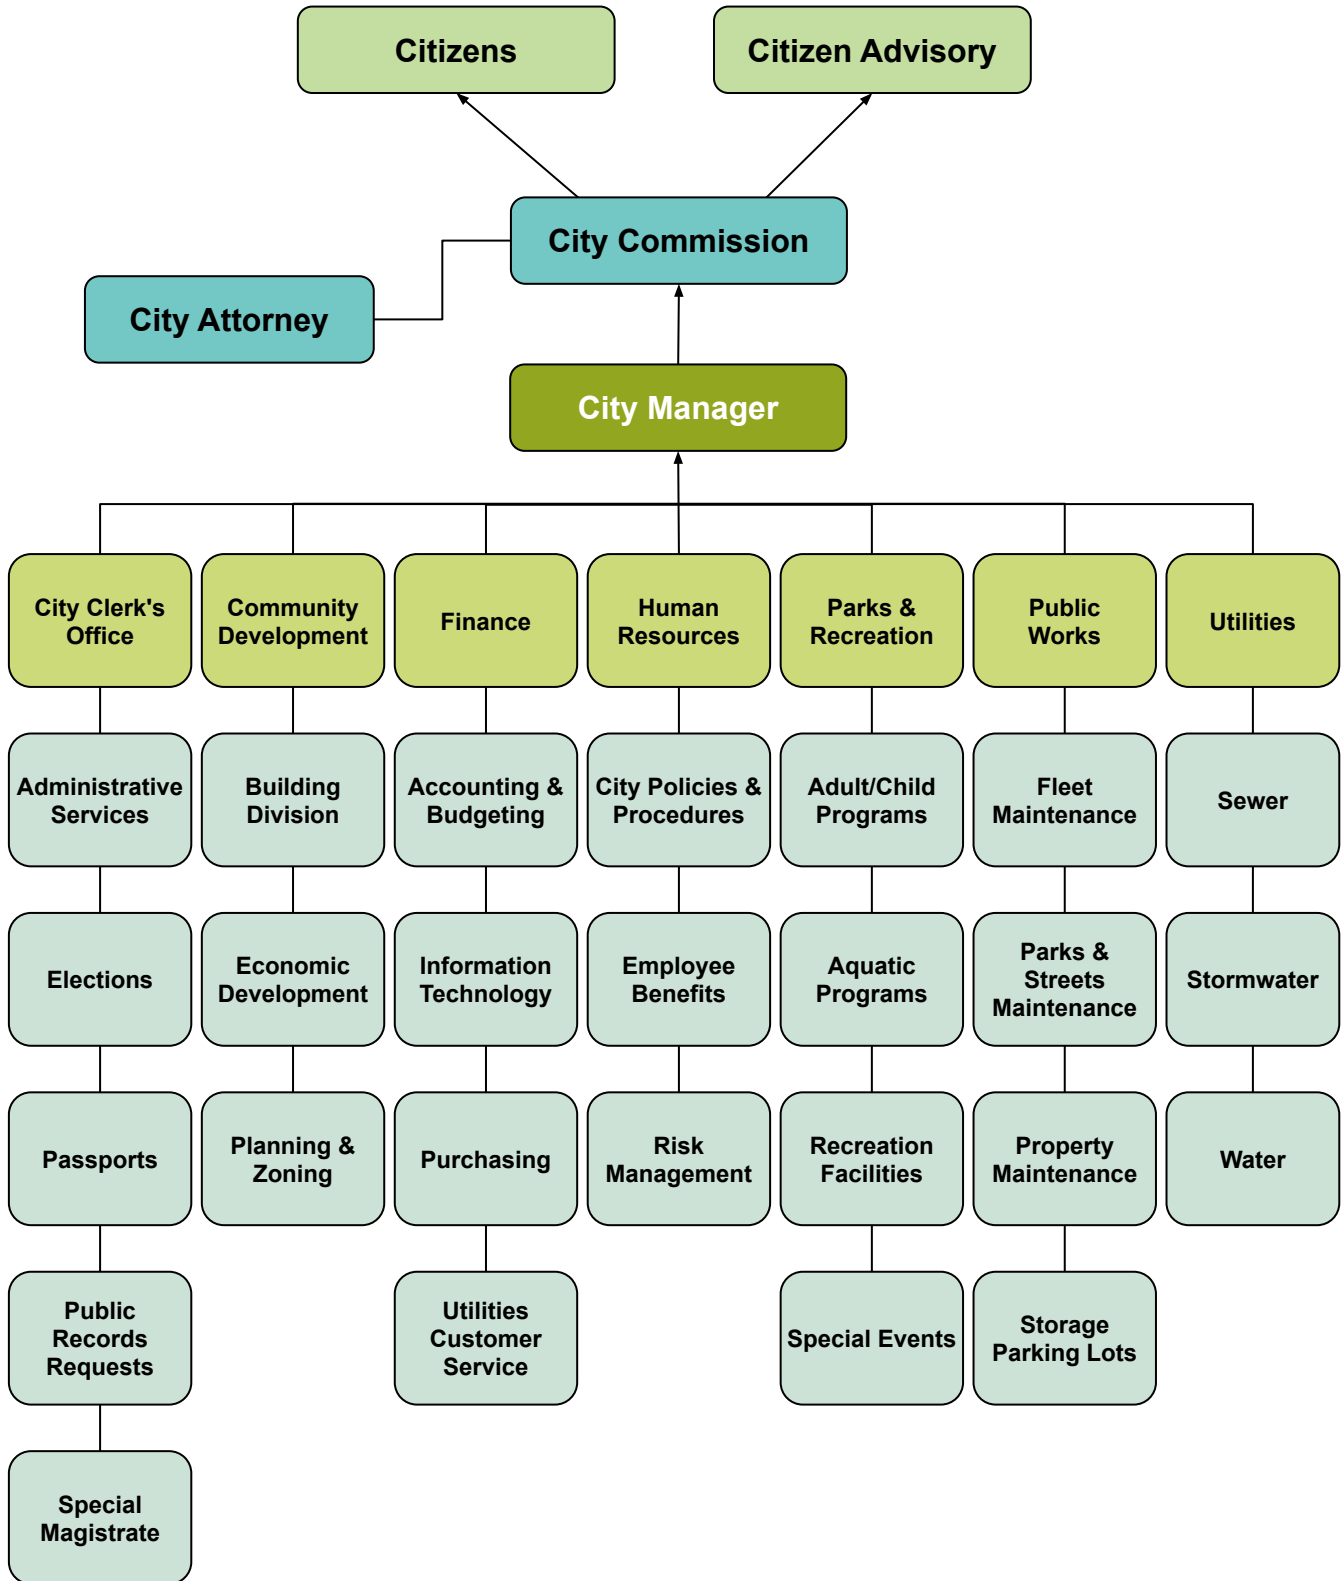 Citizens
Citizen Advisory
City Commission
City Attorney
City Manager
City Clerk's
Office
Community
Development
Finance
Human
Resources
Parks &
Recreation
Public
Works
Utilities
Administrative
Services
Building
Division
Accounting &
Budgeting
City Policies &
Procedures
Adult/Child
Programs
Fleet
Maintenance
Sewer
Elections
Economic
Development
Information
Technology
Employee
Benefits
Aquatic
Programs
Parks &
Streets
Maintenance
Stormwater
Passports
Planning &
Zoning
Purchasing
Risk
Management
Recreation
Facilities
Property
Maintenance
Water
Public
Records
Requests
Utilities
Customer
Service
Special Events
Storage
Parking Lots
Special
Magistrate